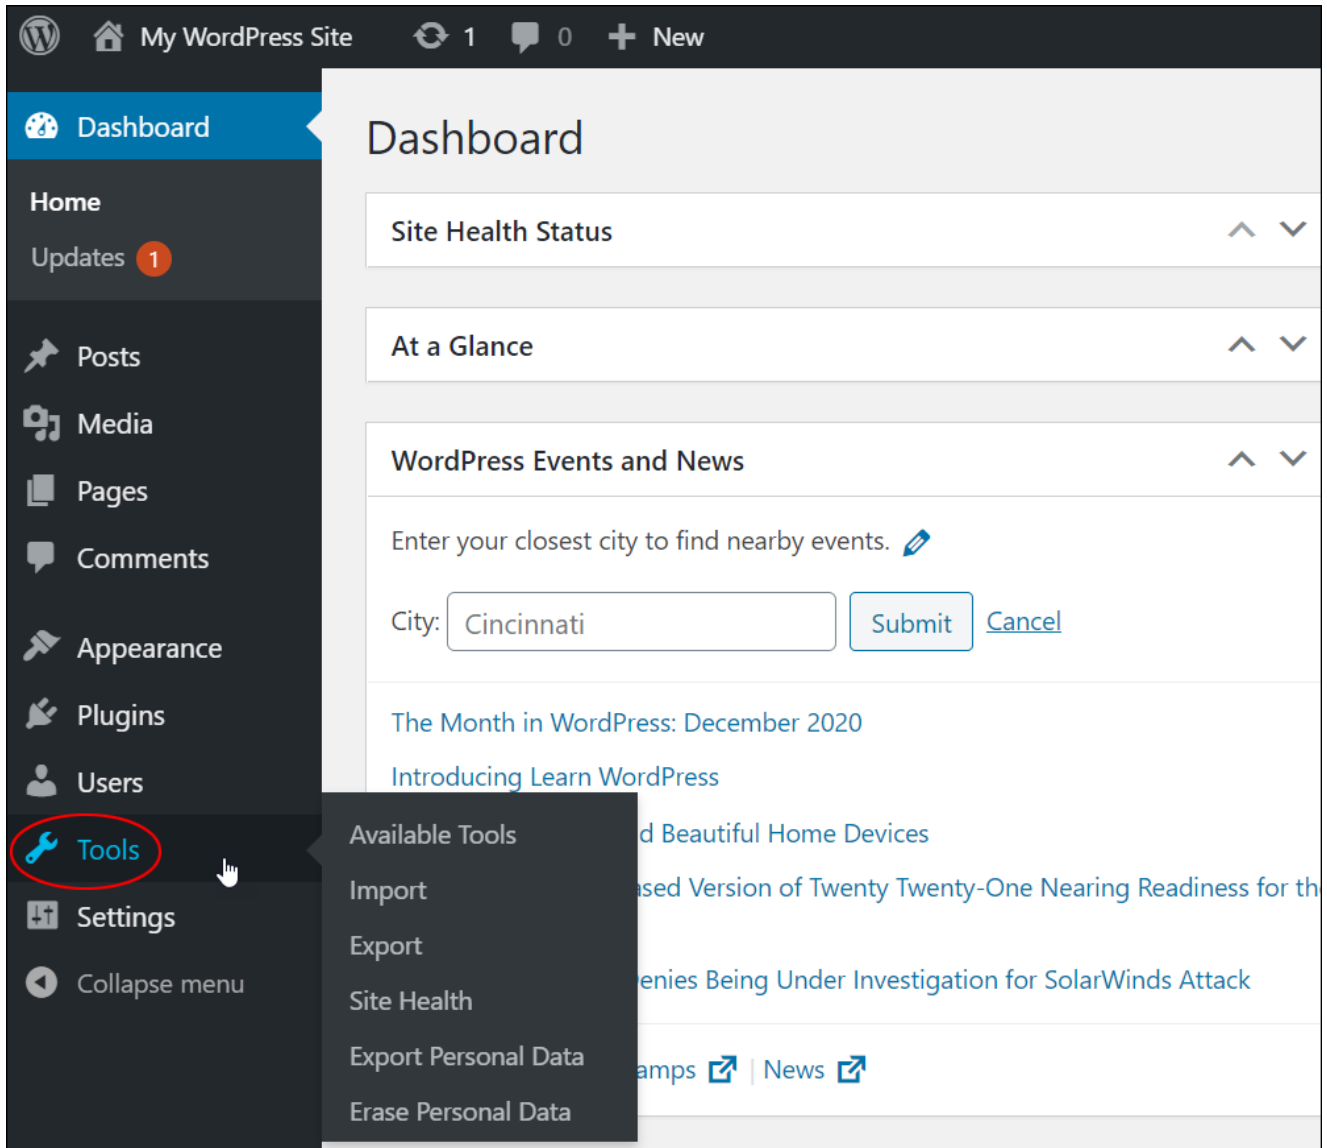 My WordPress Site 1 0 New
Dashboard
Home
Updates 1
Posts
Media
Pages
Comments
Appearance
Plugins
Users
Tools
Settings
Collapse menu
Available Tools
Import
Export
Site Health
Export Personal Data
Erase Personal Data
Dashboard
Site Health Status
At a Glance
WordPress Events and News
Enter your closest city to find nearby events.
City: Cincinnati Submit Cancel
The Month in WordPress: December 2020
Introducing Learn WordPress
d Beautiful Home Devices
ased Version of Twenty Twenty-One Nearing Readiness for th
enies Being Under Investigation for SolarWinds Attack
amps | News